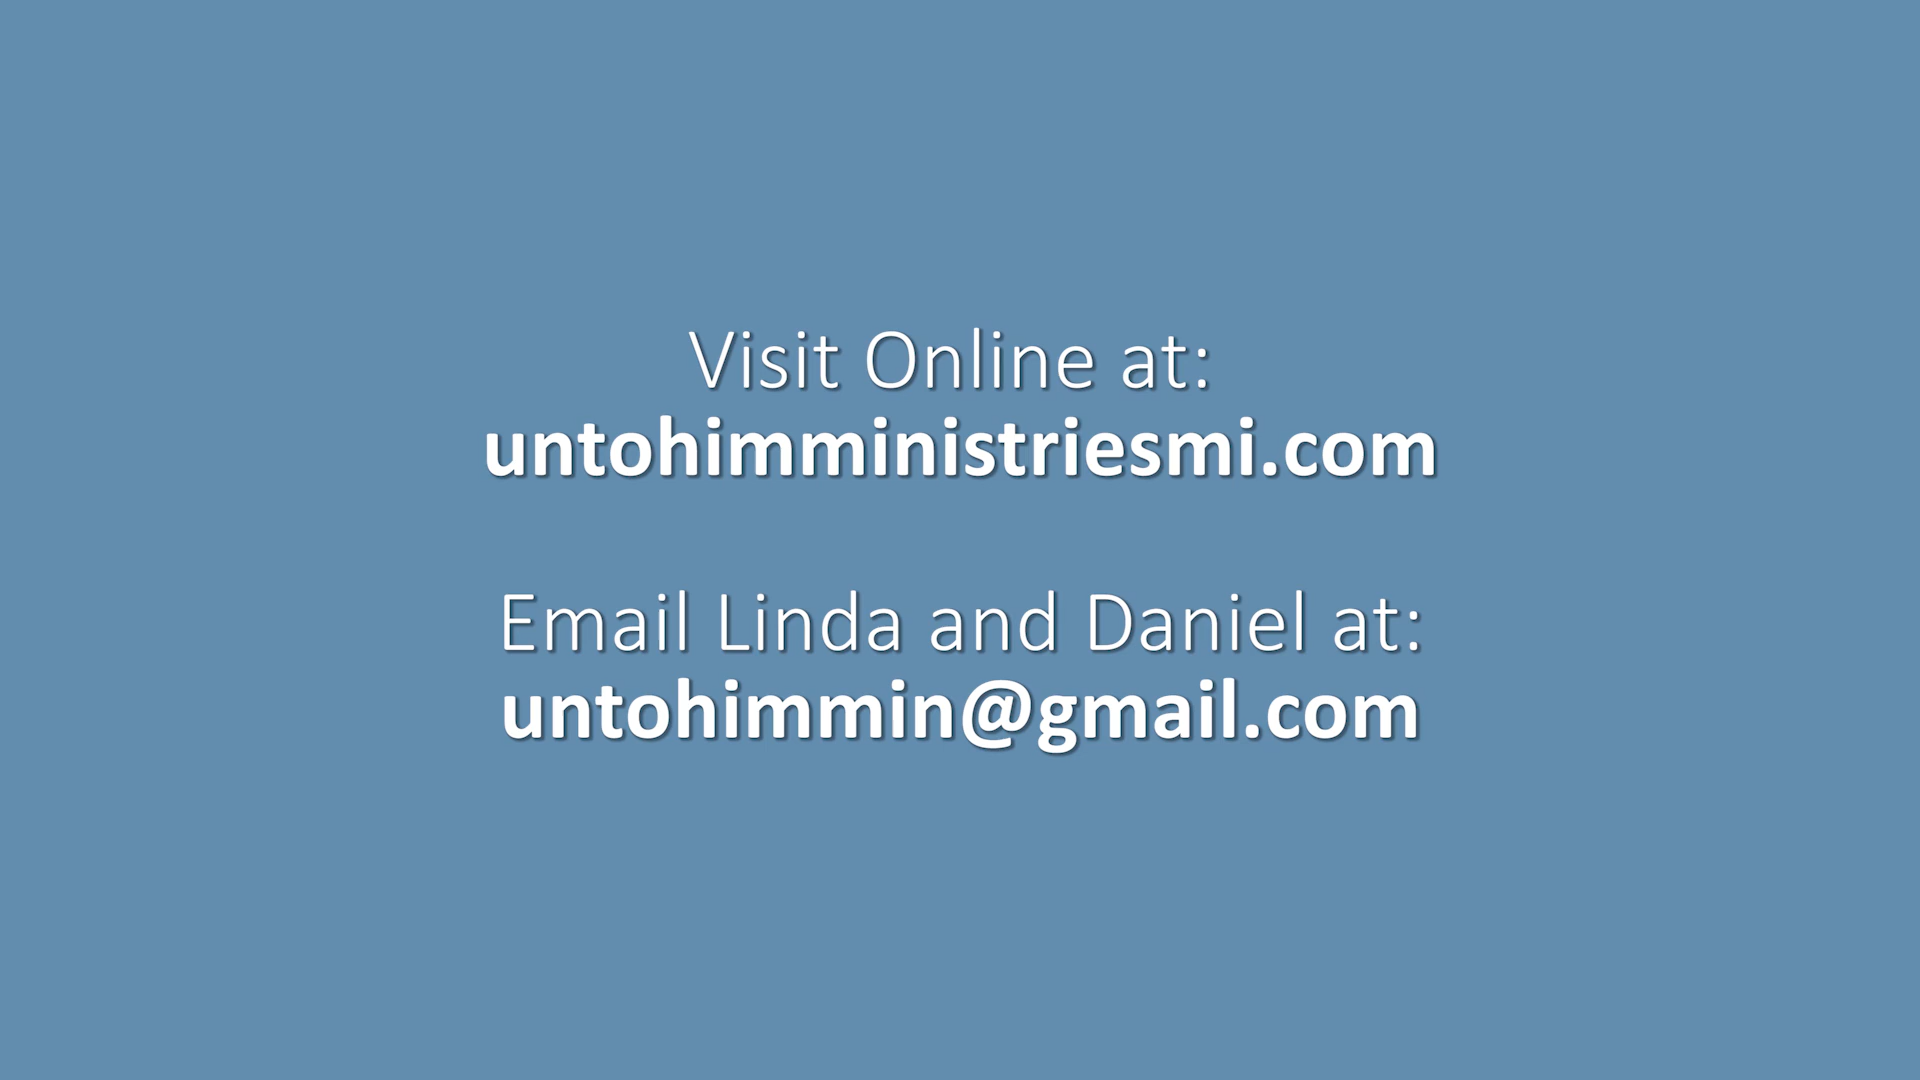 Visit Online at:
untohimministriesmi.com
Email Linda and Daniel at:
untohimmin@gmail.com